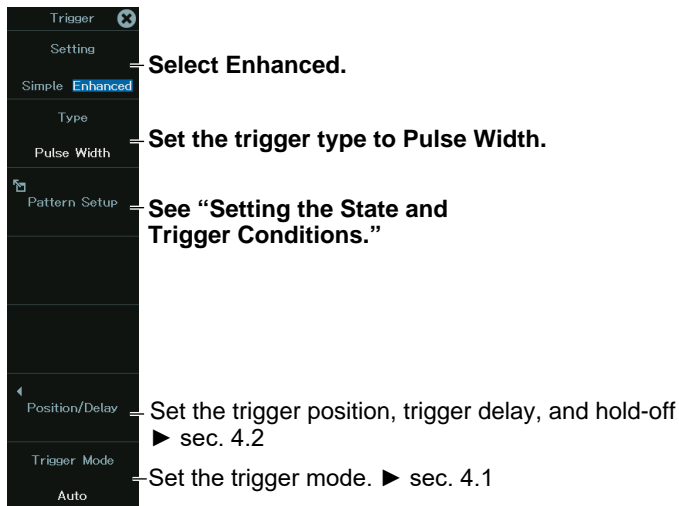 Trigger
Setting
Simple Enhanced
Select Enhanced.
Type
Pulse Width
Set the trigger type to Pulse Width.
Pattern Setup
See “Setting the State and
Trigger Conditions.”
Position/Delay
Set the trigger position, trigger delay, and hold-off
► sec. 4.2
Trigger Mode
Auto
Set the trigger mode. ► sec. 4.1